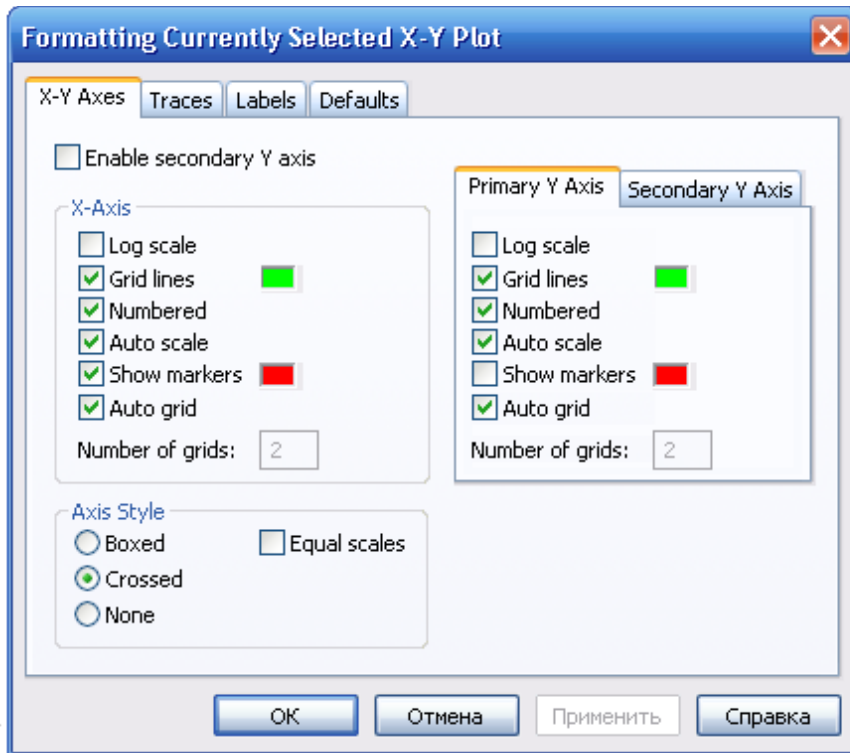 Formatting Currently Selected X-Y Plot
X-Y Axes Traces Labels Defaults
Enable secondary Y axis
X-Axis
Log scale
Grid lines
Numbered
Auto scale
Show markers
Auto grid
Number of grids: 2
Primary Y Axis Secondary Y Axis
Log scale
Grid lines
Numbered
Auto scale
Show markers
Auto grid
Number of grids: 2
Axis Style
Boxed Equal scales
Crossed
None
ОК Отмена Применить Справка